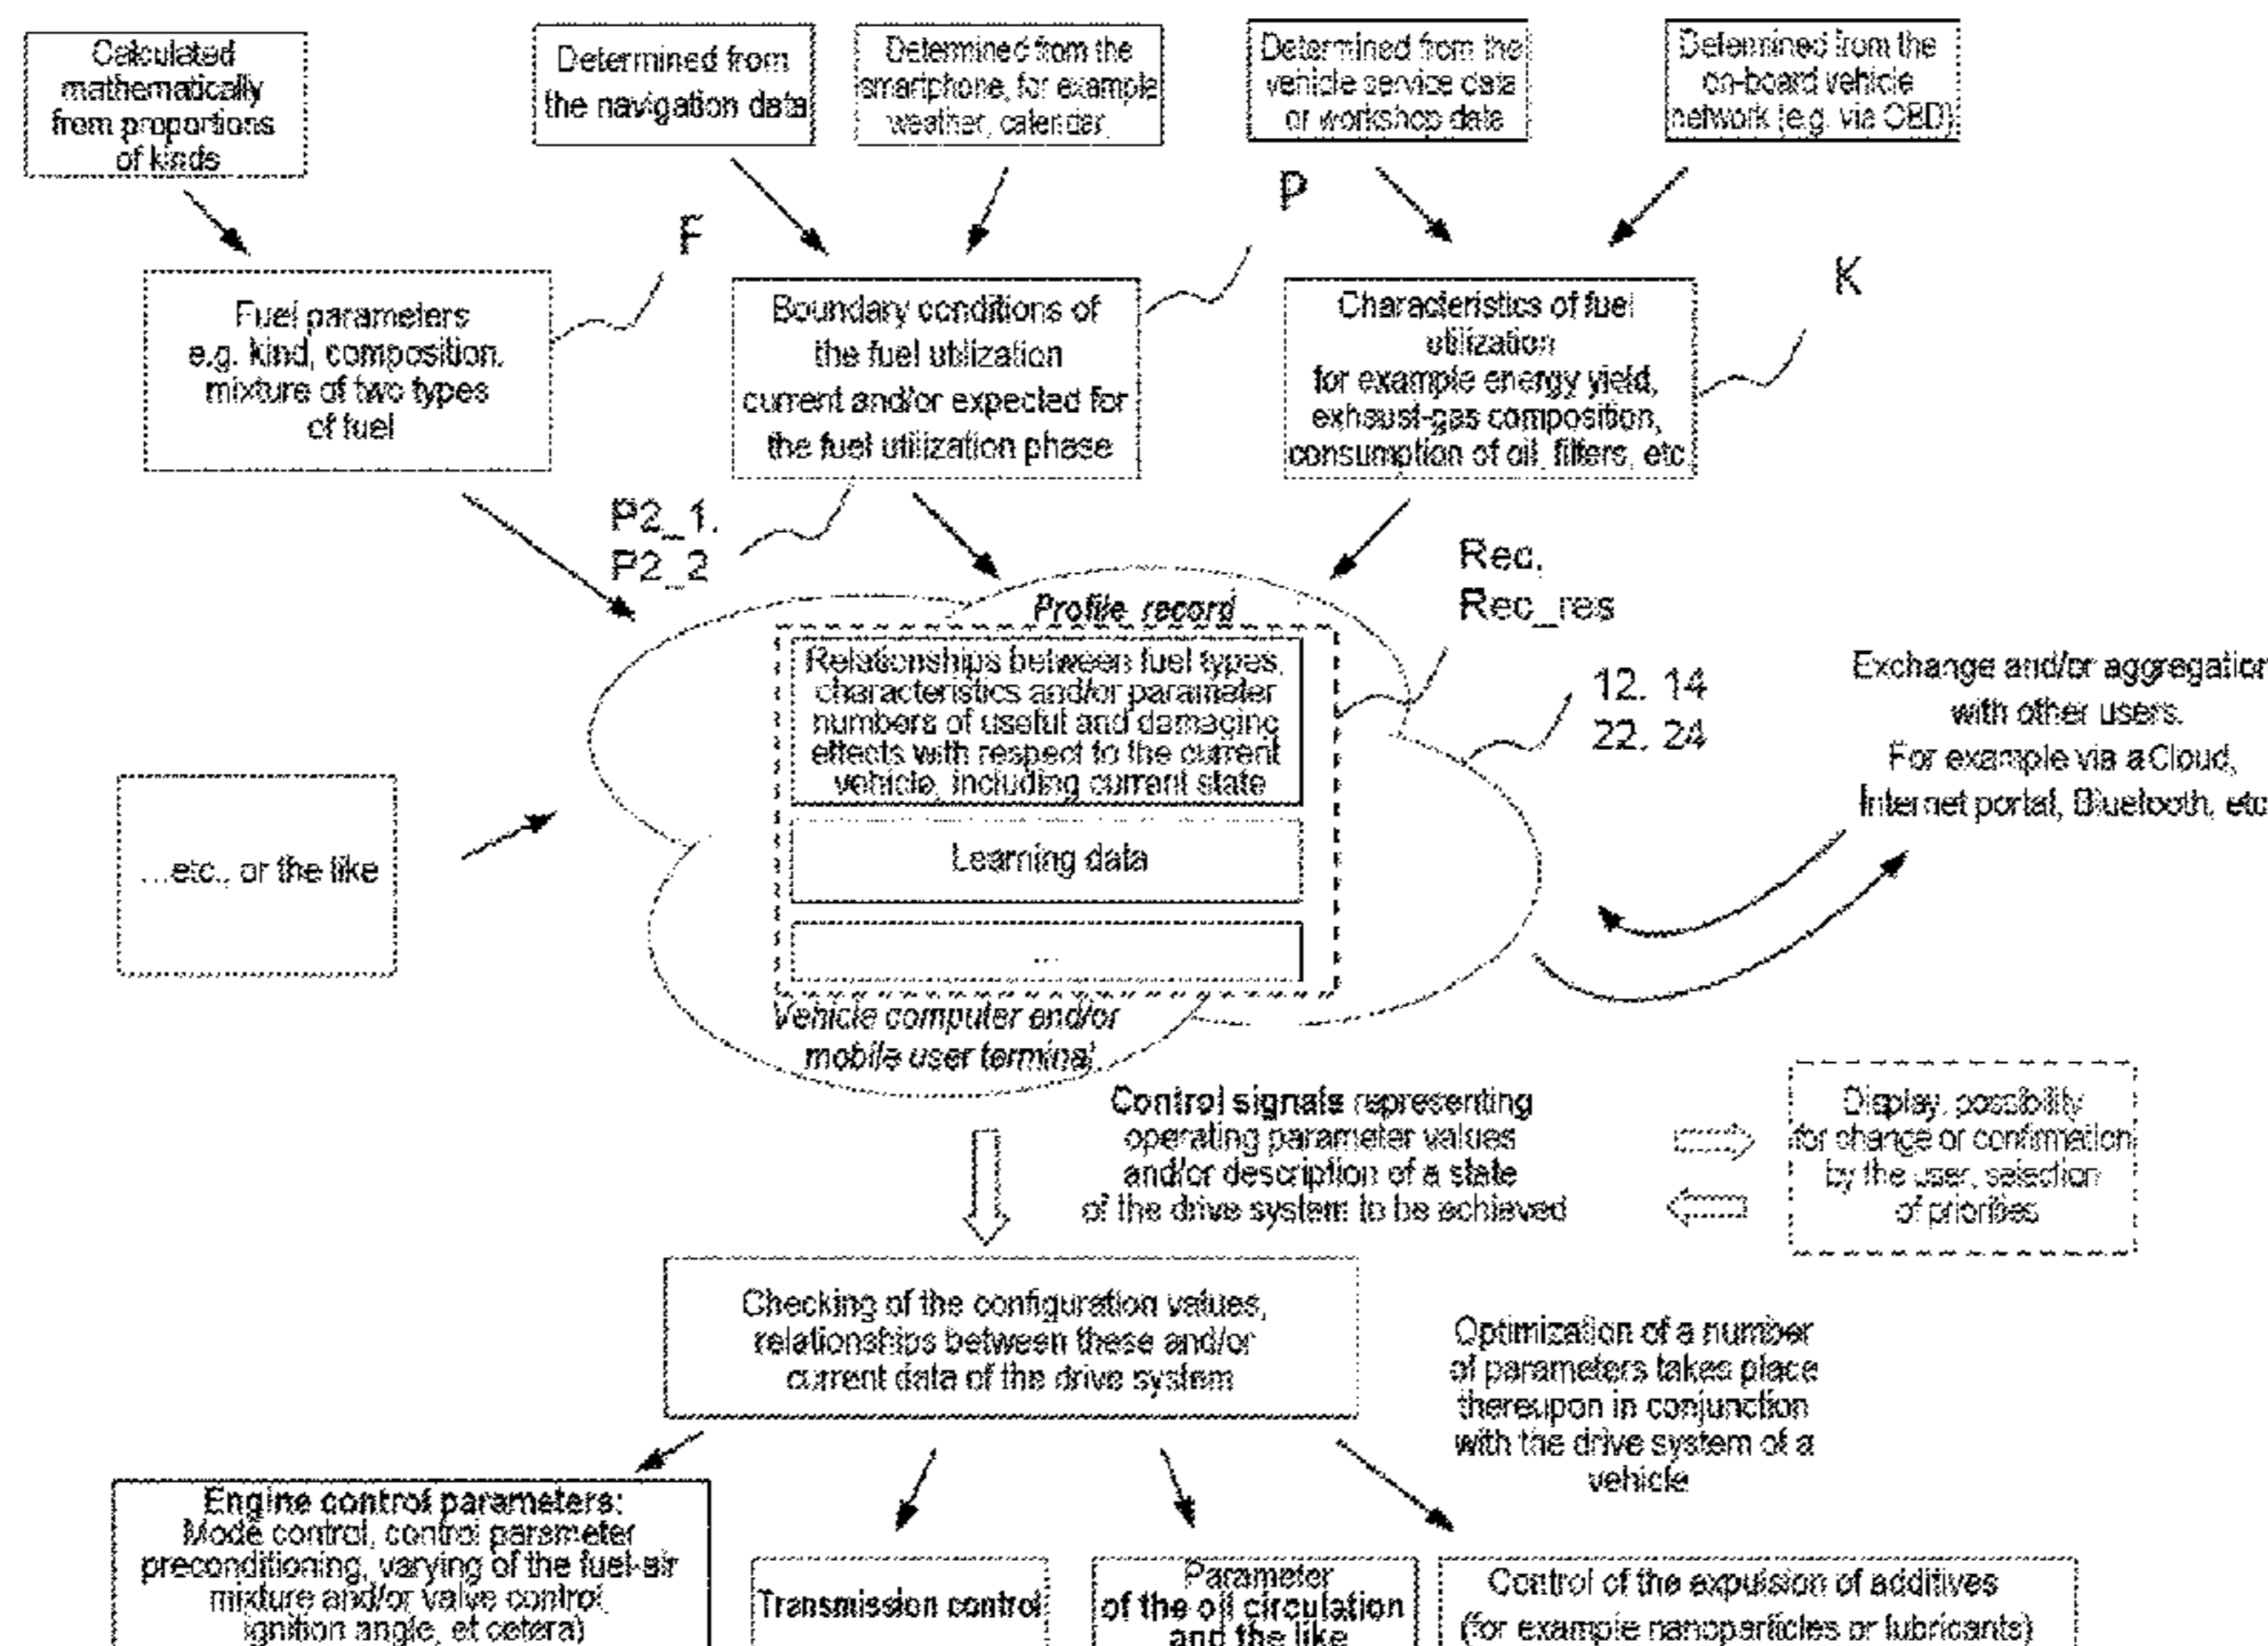 Calculated
mathematically
from proportions
of kinds
Determined from
the navigation data
Determined from the
smartphone, for example
weather, calendar,
Determined from the
vehicle service data
or workshop data
Determined from the
on-board vehicle
network (e.g. via OBD)
F
P
K
Fuel parameters
e.g. kind, composition,
mixture of two types
of fuel
Boundary conditions of
the fuel utilization
current and/or expected for
the fuel utilization phase
Characteristics of fuel
utilization
for example energy yield,
exhaust-gas composition,
consumption of oil, filters, etc.
P2_1,
P2_2
Rec,
Rec_res
Profile record
Relationships between fuel types,
characteristics and/or parameter
numbers of useful and damaging
effects with respect to the current
vehicle, including current state
12, 14
22, 24
Exchange and/or aggregation
with other users.
For example via a Cloud,
Internet portal, Bluetooth, etc
...etc., or the like
Learning data
...
Vehicle computer and/or
mobile user terminal
Control signals representing
operating parameter values
and/or description of a state
of the drive system to be achieved
Display, possibility
for change or confirmation
by the user, selection
of priorities
Checking of the configuration values,
relationships between these and/or
current data of the drive system
Optimization of a number
of parameters takes place
thereupon in conjunction
with the drive system of a
vehicle
Engine control parameters:
Mode control, control parameter
preconditioning, varying of the fuel-air
mixture and/or valve control,
ignition angle, et cetera)
Transmission control
Parameter
of the oil circulation
and the like
Control of the expulsion of additives
(for example nanoparticles or lubricants)